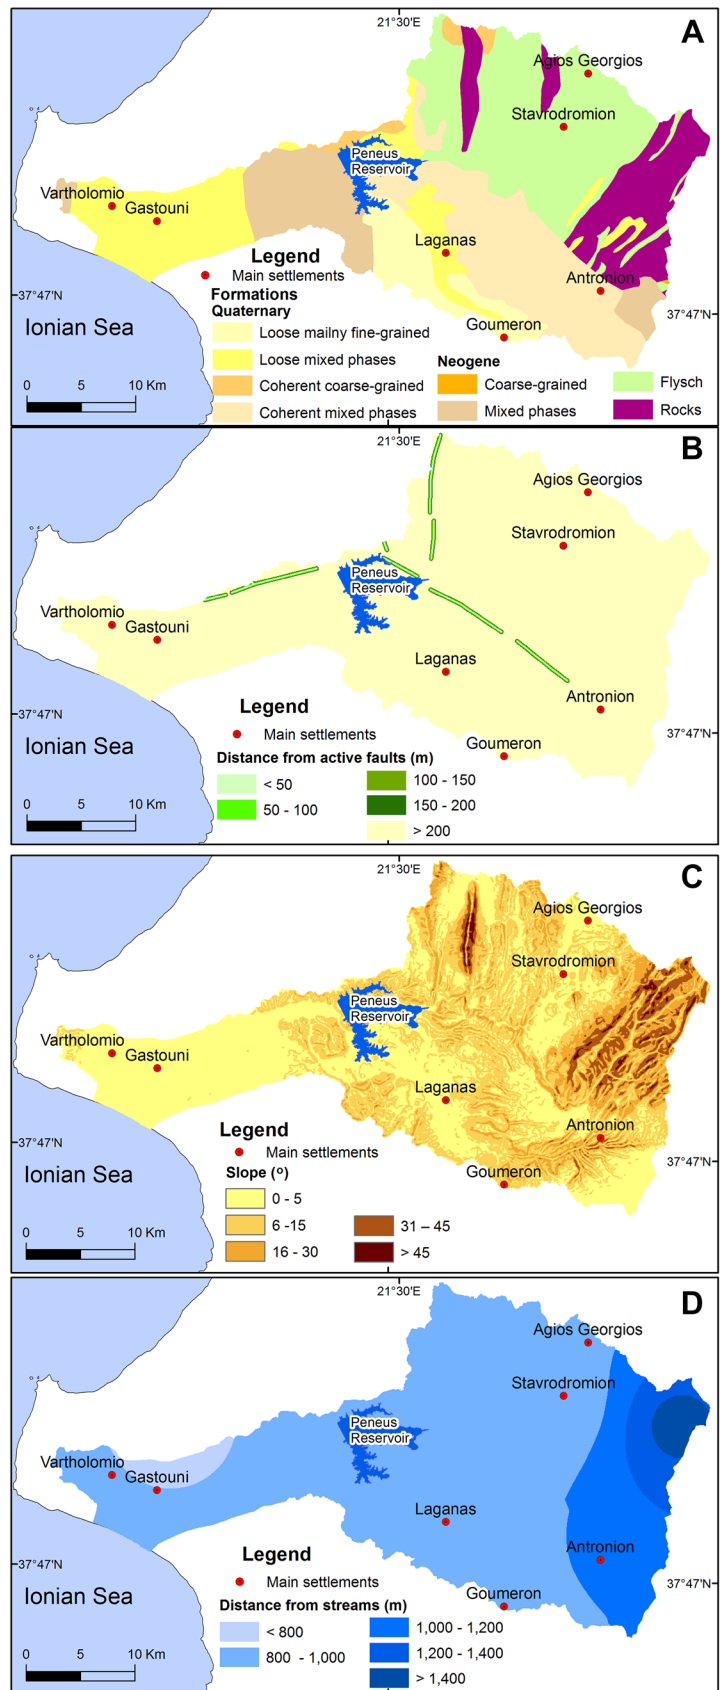 21°30'E
A
Agios Georgios
Stavrodromion
Peneus
Reservoir
Vartholomio
Gastouni
Laganas
Legend
Main settlements
Antronion
37°47'N
Formations
Quaternary
37°47'N
Ionian Sea
Goumeron
Loose mailny fine-grained
Loose mixed phases
Neogene
0 5 10 Km
Coherent coarse-grained
Coarse-grained
Flysch
Coherent mixed phases
Mixed phases
Rocks
21°30'E
B
Agios Georgios
Stavrodromion
Peneus
Reservoir
Vartholomio
Gastouni
Laganas
Antronion
Legend
37°47'N
Main settlements
37°47'N
Ionian Sea
Goumeron
Distance from active faults (m)
< 50
100 - 150
0 5 10 Km
50 - 100
150 - 200
> 200
21°30'E
C
Agios Georgios
Stavrodromion
Peneus
Reservoir
Vartholomio
Gastouni
Laganas
Legend
Antronion
37°47'N
Main settlements
37°47'N
Ionian Sea
Slope (°)
Goumeron
0 - 5
6 -15
31 – 45
0 5 10 Km
16 - 30
> 45
21°30'E
D
Agios Georgios
Stavrodromion
Peneus
Reservoir
Vartholomio
Gastouni
Laganas
Antronion
Legend
37°47'N
Main settlements
37°47'N
Ionian Sea
Goumeron
Distance from streams (m)
< 800
1,000 - 1,200
800 - 1,000
1,200 - 1,400
0 5 10 Km
> 1,400